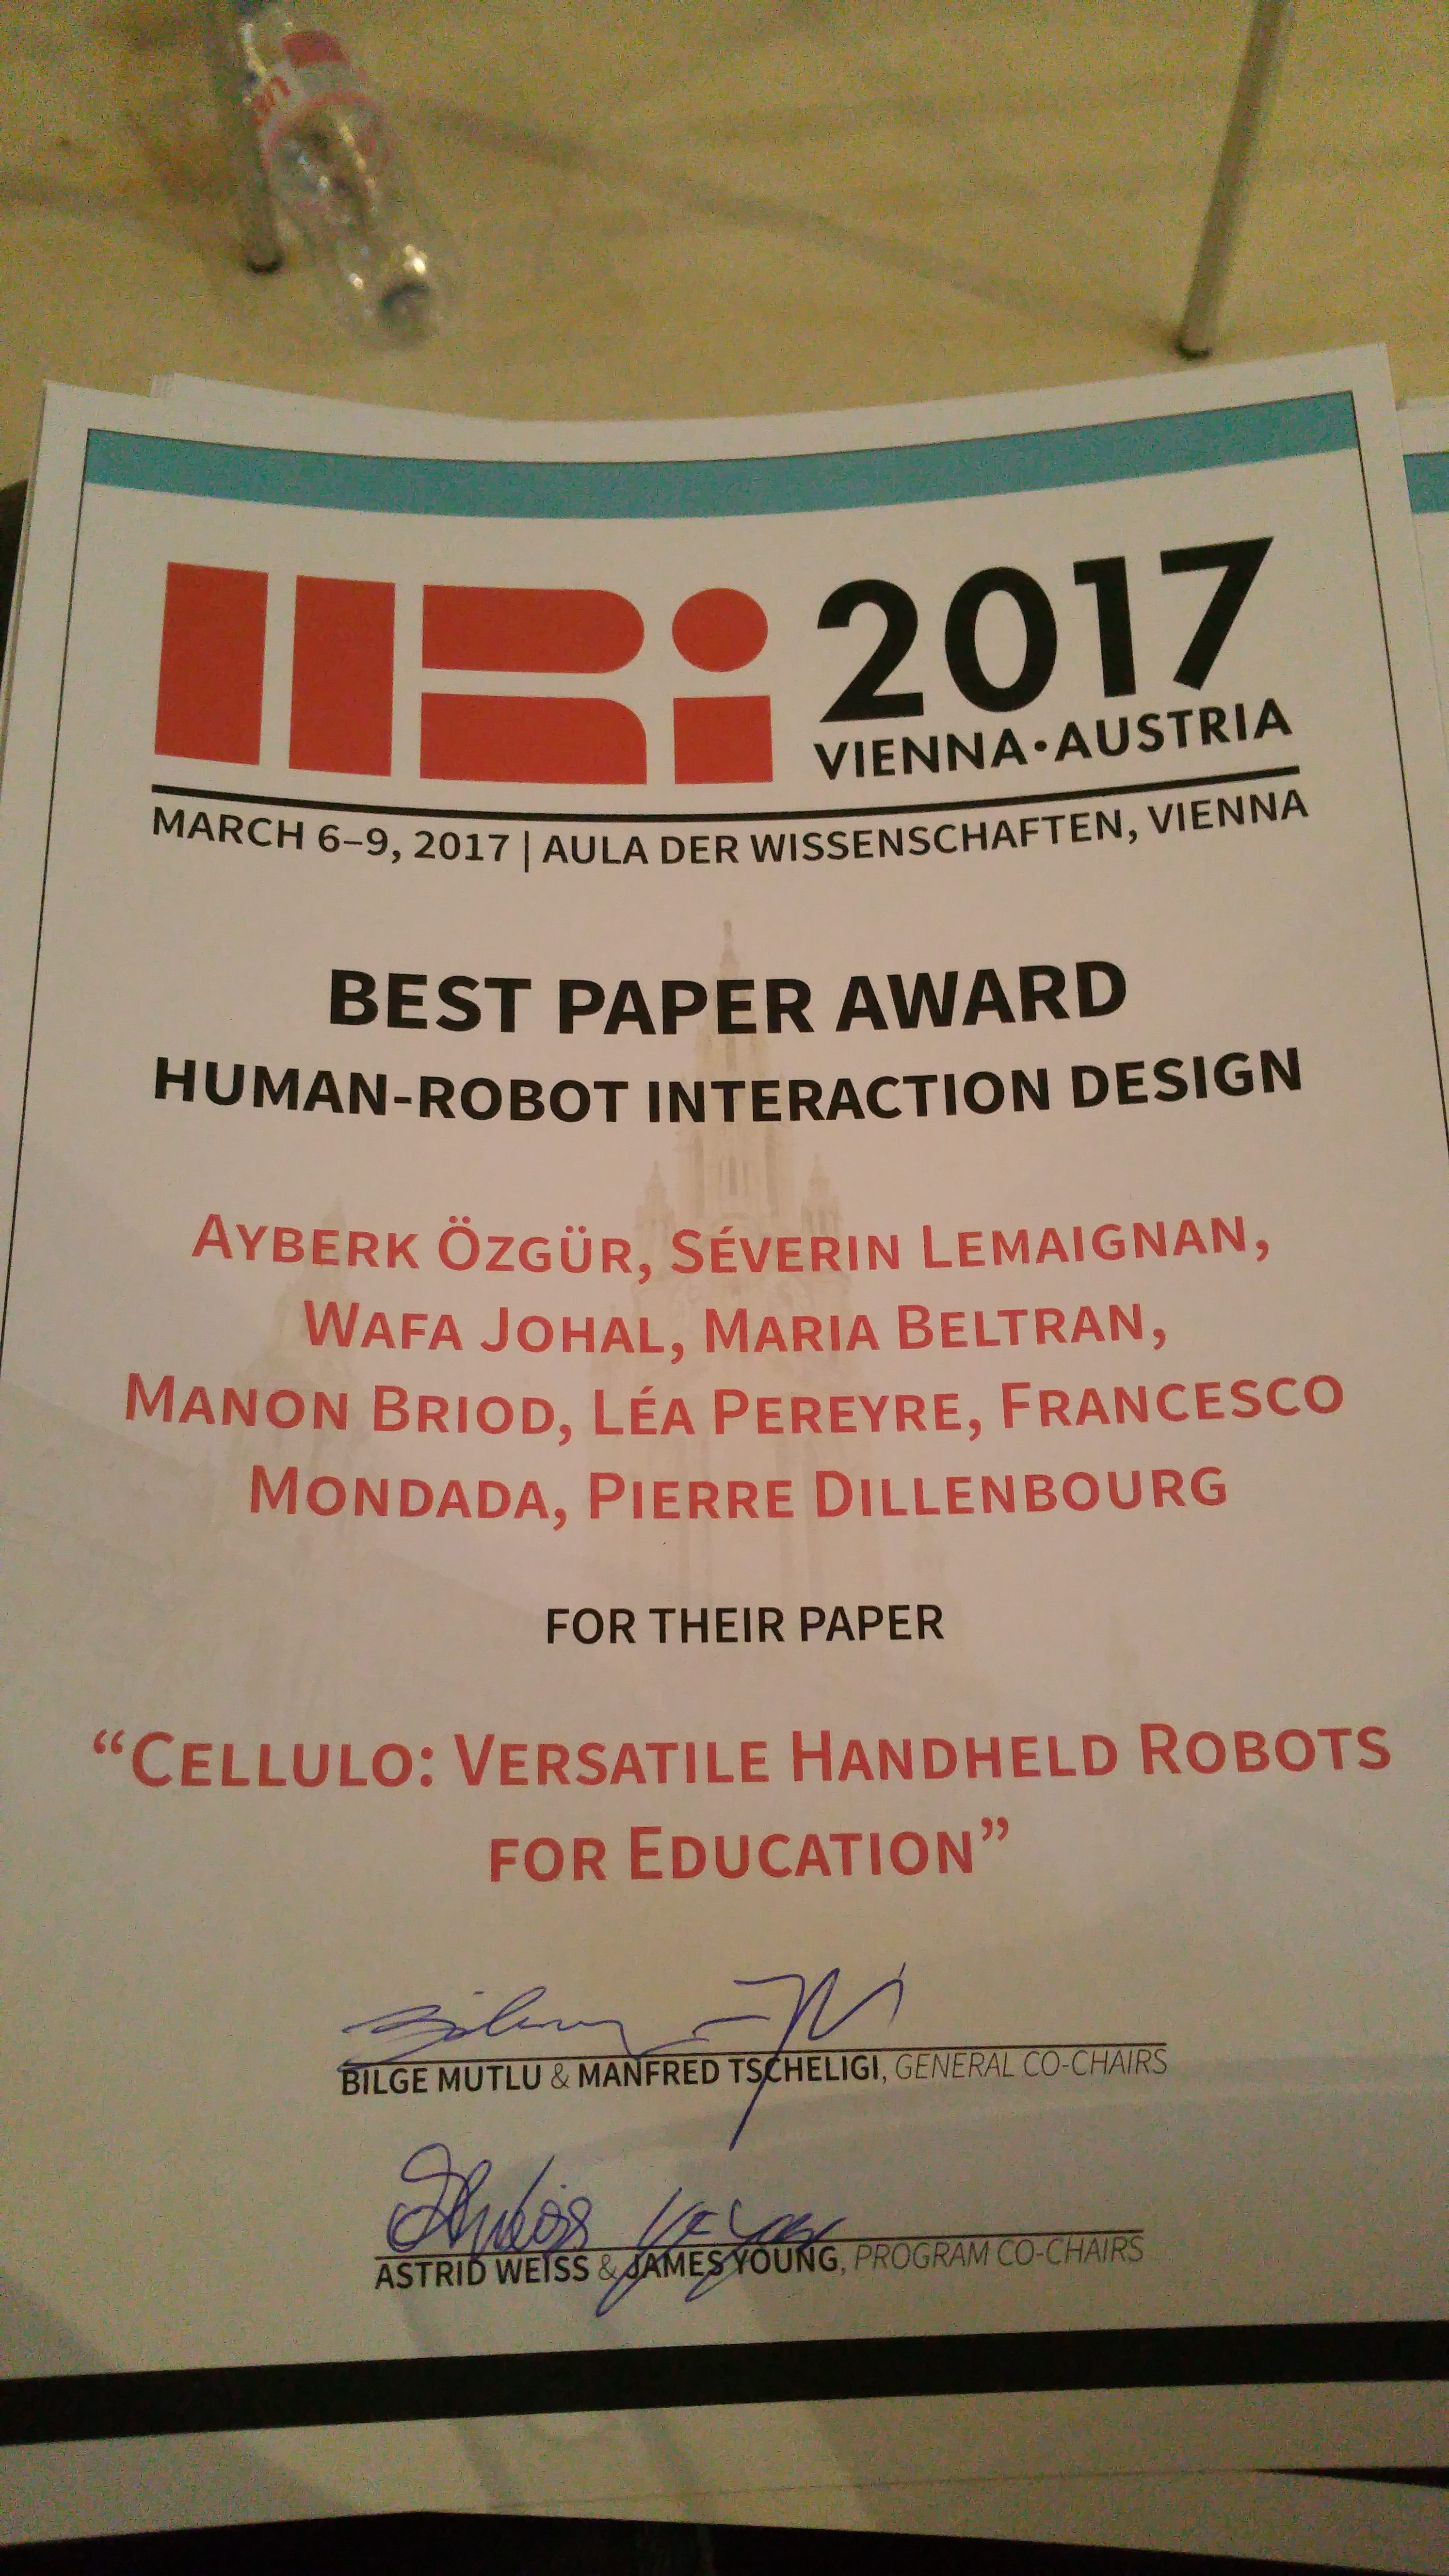 HRi 2017
VIENNA·AUSTRIA
MARCH 6–9, 2017 | AULA DER WISSENSCHAFTEN, VIENNA
BEST PAPER AWARD
HUMAN-ROBOT INTERACTION DESIGN
AYBERK ÖZGÜR, SÉVERIN LEMAIGNAN,
WAFA JOHAL, MARIA BELTRAN,
MANON BRIOD, LÉA PEREYRE, FRANCESCO
MONDADA, PIERRE DILLENBOURG
FOR THEIR PAPER
“CELLULO: VERSATILE HANDHELD ROBOTS
FOR EDUCATION”
BILGE MUTLU & MANFRED TSCHELIGI, GENERAL CO-CHAIRS
ASTRID WEISS & JAMES YOUNG, PROGRAM CO-CHAIRS